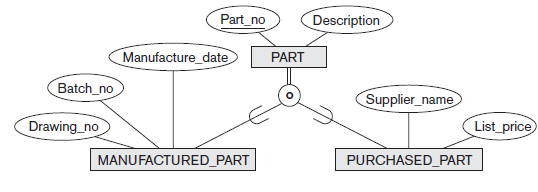 Part_no
Description
Manufacture_date
PART
Batch_no
o
Supplier_name
Drawing_no
List_price
MANUFACTURED_PART
PURCHASED_PART